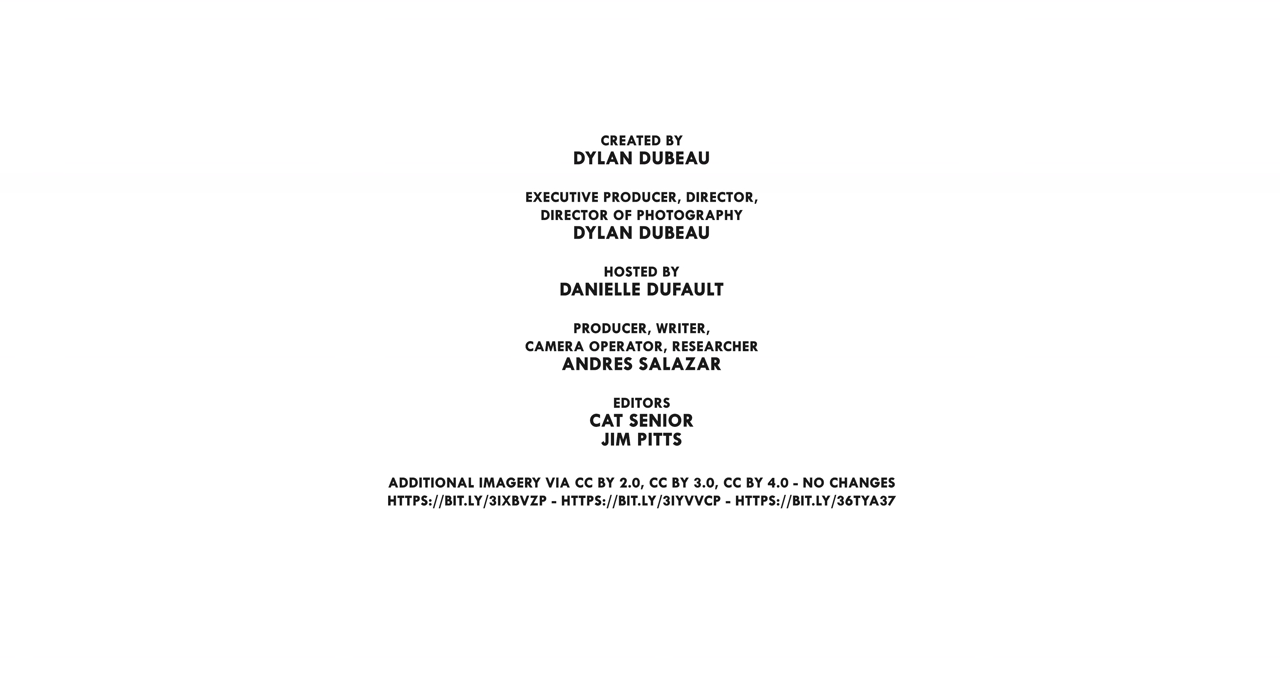 CREATED BY
DYLAN DUBEAU
EXECUTIVE PRODUCER, DIRECTOR,
DIRECTOR OF PHOTOGRAPHY
DYLAN DUBEAU
HOSTED BY
DANIELLE DUFAULT
PRODUCER, WRITER,
CAMERA OPERATOR, RESEARCHER
ANDRES SALAZAR
EDITORS
CAT SENIOR
JIM PITTS
ADDITIONAL IMAGERY VIA CC BY 2.0, CC BY 3.0, CC BY 4.0 - NO CHANGES
HTTPS://BIT.LY/3IXBVZP - HTTPS://BIT.LY/3IYVVCP - HTTPS://BIT.LY/36TYA37